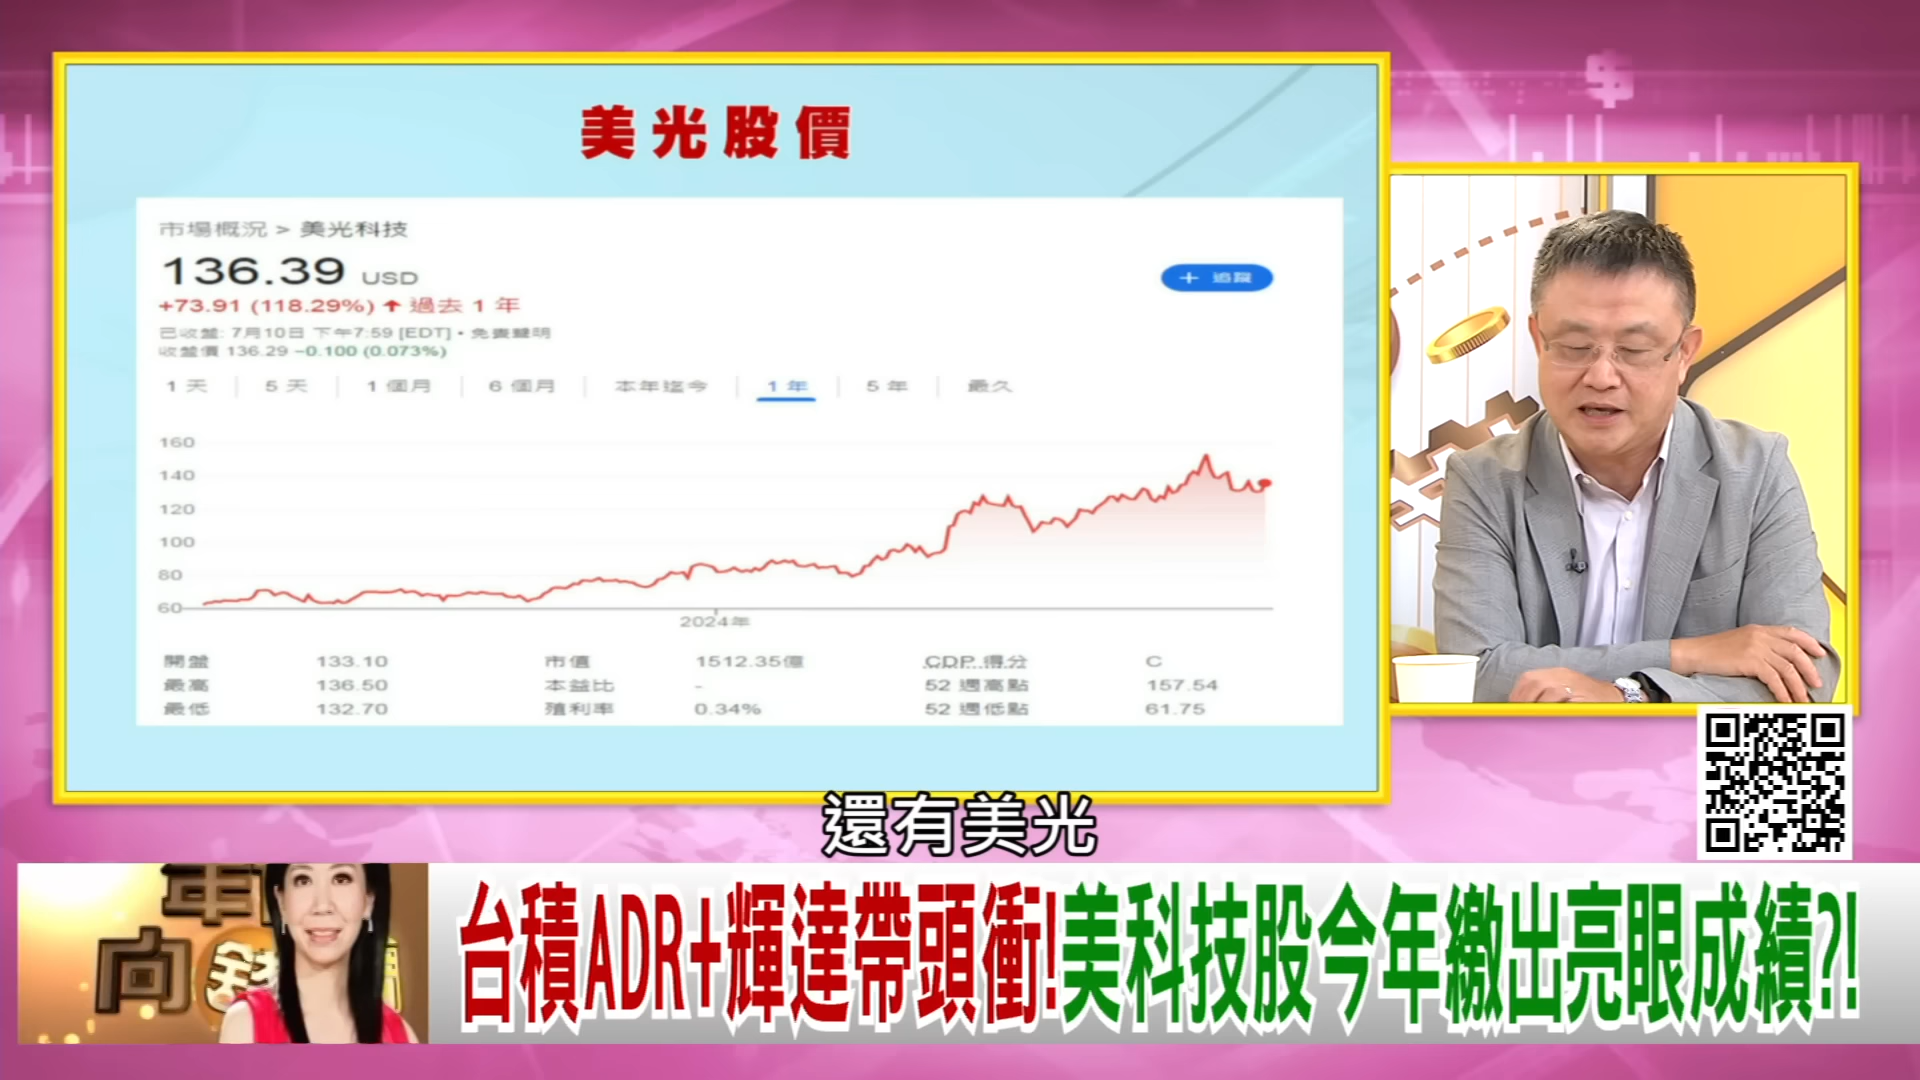 美光股價
市場概況 > 美光科技
136.39 USD
+ 追蹤
+73.91 (118.29%) ↑ 過去 1 年
已收盤: 7月10日 下午7:59 [EDT] • 免責聲明
收盤價 136.29 −0.100 (0.073%)
1 天 5 天 1 個月 6 個月 本年迄今 1 年 5 年 最久
160
140
120
100
80
60
2024年
開盤 133.10 市值 1512.35億 CDP 得分 C
最高 136.50 本益比 - 52 週高點 157.54
最低 132.70 殖利率 0.34% 52 週低點 61.75
還有美光
年
向錢
台積ADR+輝達帶頭衝!美科技股今年繳出亮眼成績?!